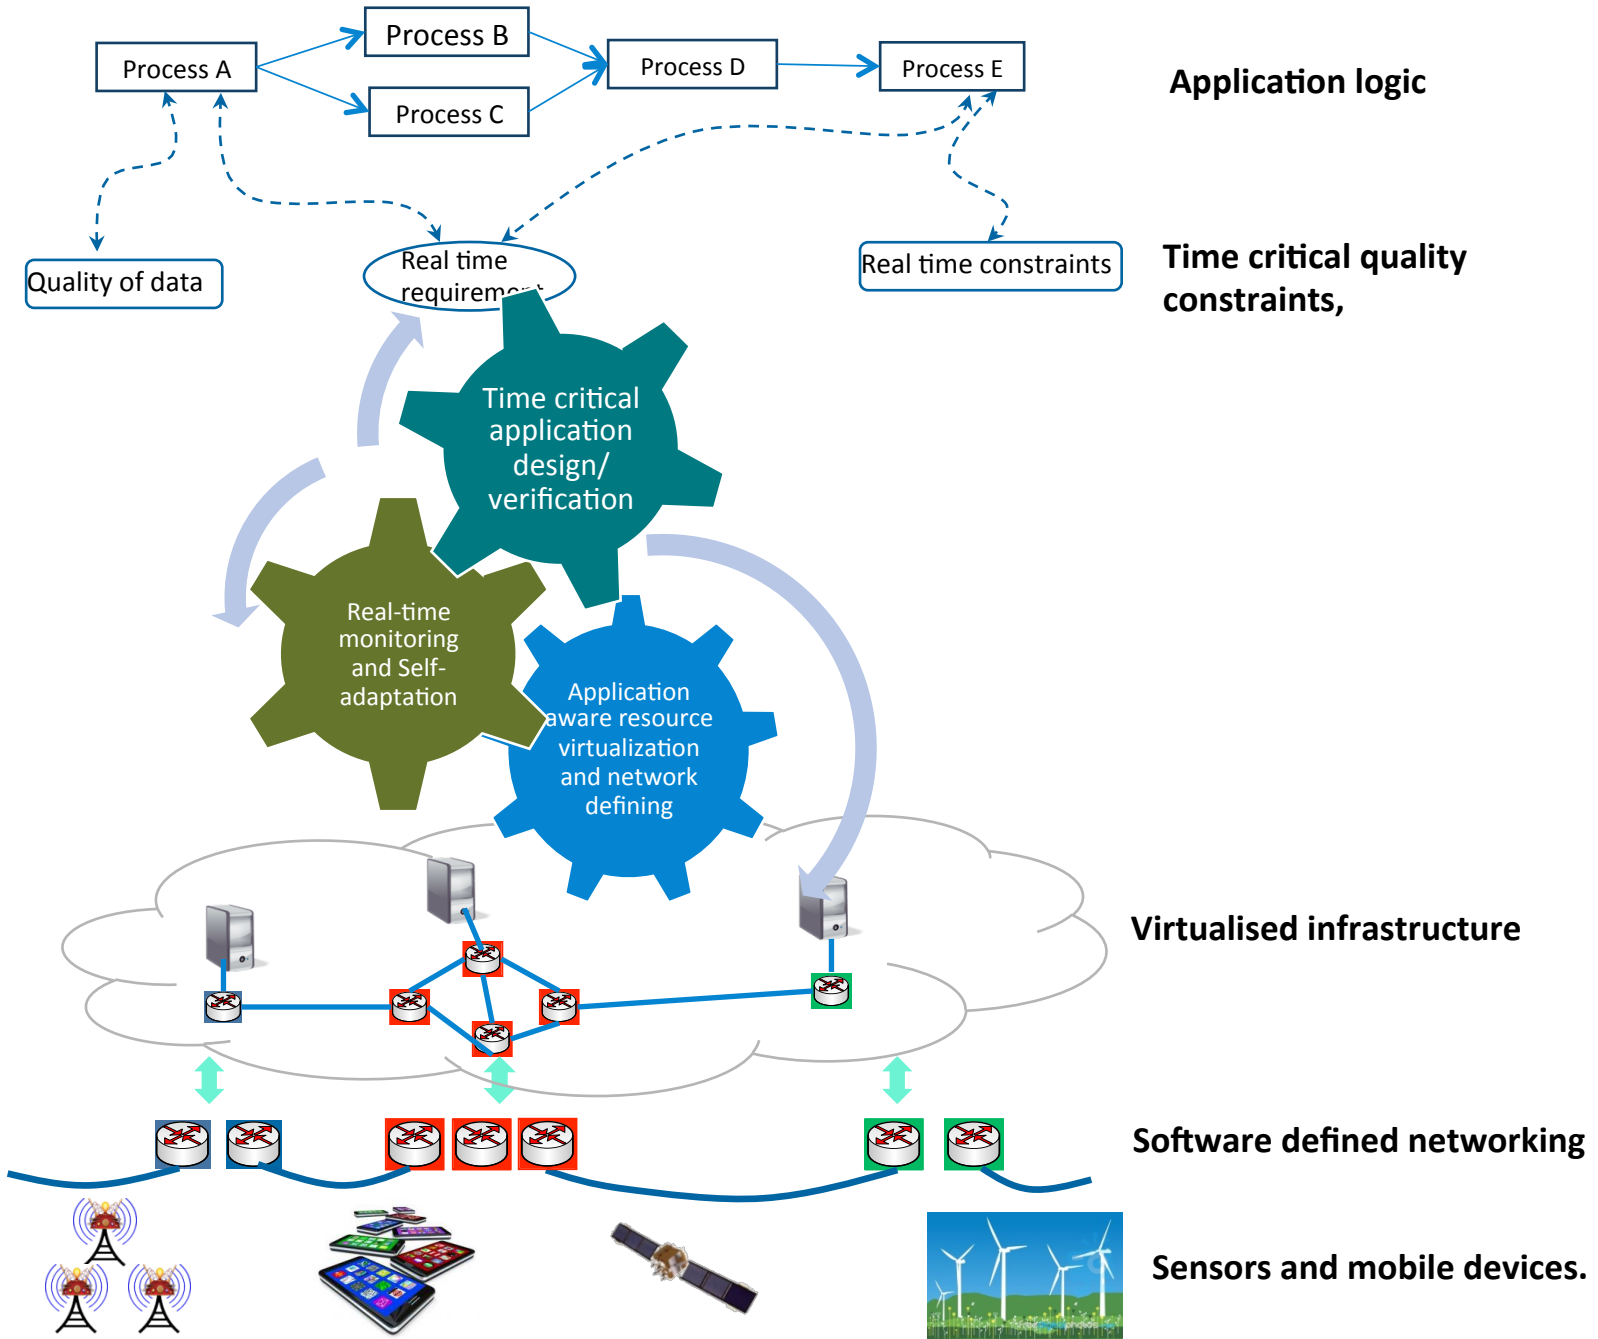 Process B
Process A
Process D
Process E
Process C
Application logic
Quality of data
Real time
requirement
Real time constraints
Time critical quality
constraints,
Time critical
application
design/
verification
Real-time
monitoring
and Self-
adaptation
Application
aware resource
virtualization
and network
defining
Virtualised infrastructure
Software defined networking
Sensors and mobile devices.